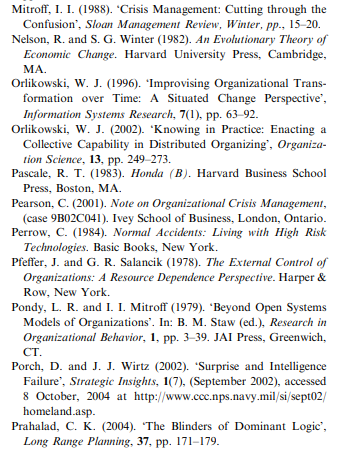 Mitroff, I. I. (1988). ‘Crisis Management: Cutting through the
Confusion’, Sloan Management Review, Winter, pp., 15–20.
Nelson, R. and S. G. Winter (1982). An Evolutionary Theory of
Economic Change. Harvard University Press, Cambridge,
MA.
Orlikowski, W. J. (1996). ‘Improvising Organizational Trans-
formation over Time: A Situated Change Perspective’,
Information Systems Research, 7(1), pp. 63–92.
Orlikowski, W. J. (2002). ‘Knowing in Practice: Enacting a
Collective Capability in Distributed Organizing’, Organiza-
tion Science, 13, pp. 249–273.
Pascale, R. T. (1983). Honda (B). Harvard Business School
Press, Boston, MA.
Pearson, C. (2001). Note on Organizational Crisis Management,
(case 9B02C041). Ivey School of Business, London, Ontario.
Perrow, C. (1984). Normal Accidents: Living with High Risk
Technologies. Basic Books, New York.
Pfeffer, J. and G. R. Salancik (1978). The External Control of
Organizations: A Resource Dependence Perspective. Harper &
Row, New York.
Pondy, L. R. and I. I. Mitroff (1979). ‘Beyond Open Systems
Models of Organizations’. In: B. M. Staw (ed.), Research in
Organizational Behavior, 1, pp. 3–39. JAI Press, Greenwich,
CT.
Porch, D. and J. J. Wirtz (2002). ‘Surprise and Intelligence
Failure’, Strategic Insights, 1(7), (September 2002), accessed
8 October, 2004 at http://www.ccc.nps.navy.mil/si/sept02/
homeland.asp.
Prahalad, C. K. (2004). ‘The Blinders of Dominant Logic’,
Long Range Planning, 37, pp. 171–179.